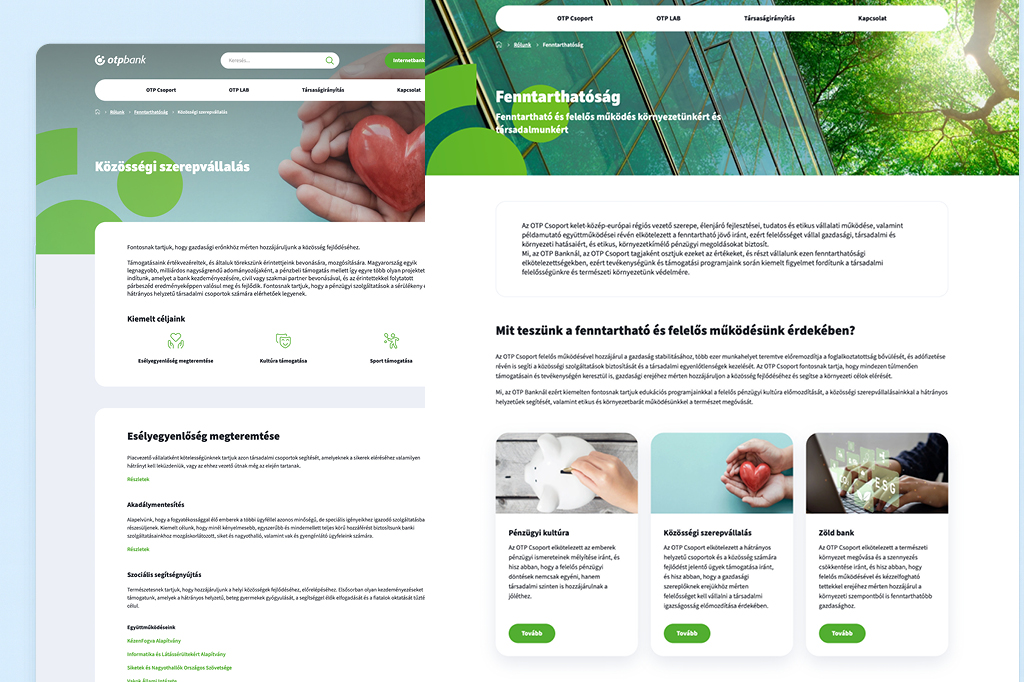 otpbank
Keresés...
Internetbank
OTP Csoport
OTP LAB
Társaságirányítás
Kapcsolat
Rólunk > Fenntarthatóság > Közösségi szerepvállalás
Közösségi szerepvállalás
Fontosnak tartjuk, hogy gazdasági erőnkhöz mérten hozzájáruljunk a közösség fejlődéséhez.
Támogatásaink értékvezéreltek, és általuk törekszünk érintettjeink bevonására, mozgósítására. Magyarország egyik
legnagyobb, milliárdos nagyságrendű adományozójaként, a pénzbeli támogatás mellett így egyre több olyan projektet
indítunk, amelyet a bank kezdeményezésére, civil vagy szakmai partner bevonásával, és az érintettekkel folytatott
párbeszéd eredményeképpen valósul meg és fejlődik. Fontosnak tartjuk, hogy a pénzügyi szolgáltatások a sérülékeny
hátrányos helyzetű társadalmi csoportok számára elérhetőek legyenek.
Kiemelt céljaink
Esélyegyenlőség megteremtése
Kultúra támogatása
Sport támogatása
Esélyegyenlőség megteremtése
Piacvezető vállalatként kötelességünknek tartjuk azon társadalmi csoportok segítését, amelyeknek a sikerek eléréséhez valamilyen
hátrányt kell leküzdeniük, vagy az ehhez vezető útnak még az elején tartanak.
Részletek
Akadálymentesítés
Alapelvünk, hogy a fogyatékossággal élő emberek a többi ügyféllel azonos minőségű, de speciális igényeikhez igazodó szolgáltatásba
részesüljenek. Kiemelt célunk, hogy minél kényelmesebb, egyszerűbb és mindemellett teljes körű hozzáférést biztosítsunk banki
szolgáltatásainkhoz mozgáskorlátozott, siket és nagyothalló, valamint vak és gyengénlátó ügyfeleink számára.
Részletek
Szociális segítségnyújtás
Természetesnek tartjuk, hogy hozzájáruljunk a helyi közösségek fejlődéséhez, előrelépéséhez. Elsősorban olyan kezdeményezéseket
támogatunk, amelyek a hátrányos helyzetű, beteg gyermekek gyógyulását, a segítséggel élők elfogadását és a fiatalok oktatását tűzté
célul.
Együttműködéseink
KézenFogva Alapítvány
Informatika és Látássérültekért Alapítvány
Siketek és Nagyothallók Országos Szövetsége
Vakok Állami Intézete
OTP Csoport
OTP LAB
Társaságirányítás
Kapcsolat
Rólunk > Fenntarthatóság
Fenntarthatóság
Fenntartható és felelős működés környezetünkért és
társadalmunkért
Az OTP Csoport kelet-közép-európai régiós vezető szerepe, élenjáró fejlesztései, tudatos és etikus vállalati működése, valamint
példamutató együttműködései révén elkötelezett a fenntartható jövő iránt, ezért felelősséget vállal gazdasági, társadalmi és
környezeti hatásaiért, és etikus, környezetkímélő pénzügyi megoldásokat biztosít.
Mi, az OTP Banknál, az OTP Csoport tagjaként osztjuk ezeket az értékeket, és részt vállalunk ezen fenntarthatósági
elkötelezettségekben, ezért tevékenységünk és támogatási programjaink során kiemelt figyelmet fordítunk a társadalmi
felelősségünkre és természeti környezetünk védelmére.
Mit teszünk a fenntartható és felelős működésünk érdekében?
Az OTP Csoport felelős működésével hozzájárul a gazdaság stabilitásához, több ezer munkahelyet teremtve előremozdítja a foglalkoztatottság bővülését, és adófizetése
révén is segíti a közösségi szolgáltatások biztosítását és a társadalmi egyenlőtlenségek kezelését. Az OTP Csoport fontosnak tartja, hogy mindezen túlmenően
támogatásain és tevékenységén keresztül is, gazdasági erejéhez mérten hozzájáruljon a közösség fejlődéséhez és segítse a környezeti célok elérését.
Mi, az OTP Banknál ezért kiemelten fontosnak tartjuk edukációs programjainkkal a felelős pénzügyi kultúra előmozdítását, a közösségi szerepvállalásainkkal a hátrányos
helyzetűek segítését, valamint etikus és környezetbarát működésünkkel a természet megóvását.
ESG
Pénzügyi kultúra
Az OTP Csoport elkötelezett az emberek
pénzügyi ismereteinek mélyítése iránt, és
hisz abban, hogy a felelős pénzügyi
döntések nemcsak egyéni, hanem
társadalmi szinten is hozzájárulnak a
jóléthez.
Tovább
Közösségi szerepvállalás
Az OTP Csoport elkötelezett a hátrányos
helyzetű csoportok és a közösség számára
fejlődést jelentő ügyek támogatása iránt,
és hisz abban, hogy a gazdasági
szereplőknek erejükhöz mérten
felelősséget kell vállalni a társadalmi
igazságosság előmozdítása érdekében.
Tovább
Zöld bank
Az OTP Csoport elkötelezett a természeti
környezet megóvása és a szennyezés
csökkentése iránt, és hisz abban, hogy
felelős működésével és kézzelfogható
tettekkel erejéhez mérten hozzájárul a
környezeti szempontból is fenntarthatóbb
gazdasághoz.
Tovább